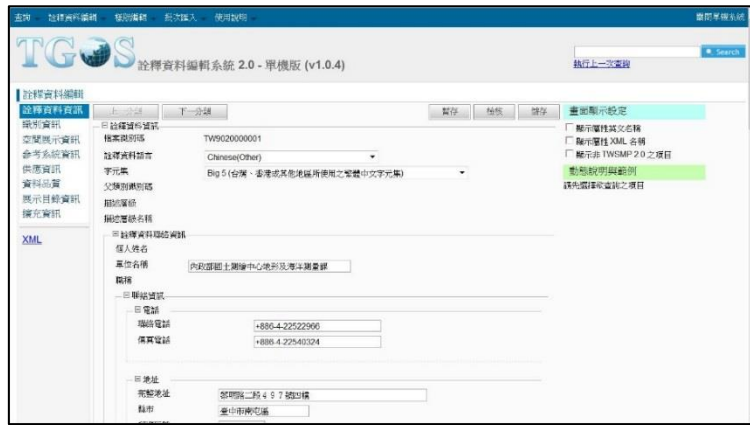 查詢 詮釋資料編輯 個別編輯 批次匯入 使用說明 關閉單機系統
TGOS 詮釋資料編輯系統 2.0 - 單機版 (v1.0.4)
Search
執行上一次查詢
詮釋資料編輯
詮釋資料資訊
識別資訊
空間展示資訊
參考系統資訊
供應資訊
資料品質
展示目錄資訊
擴充資訊
XML
上一分頁 下一分頁 暫存 檢核 儲存
詮釋資料資訊
檔案識別碼 TW9020000001
詮釋資料語言 Chinese(Other)
字元集 Big 5 (台灣、香港或其他地區所使用之繁體中文字元集)
父類別識別碼
描述層級
描述層級名稱
詮釋資料聯絡資訊
個人姓名
單位名稱 內政部國土測繪中心地形及海洋測量課
職稱
聯絡資訊
電話
聯絡電話 +886-4-22522966
傳真電話 +886-4-22540324
地址
完整地址 黎明路二段497號四樓
縣市 臺中市南屯區
畫面顯示設定
顯示屬性英文名稱
顯示屬性 XML 名稱
顯示非 TWSMP 2.0 之項目
動態說明與範例
請先選擇欲查詢之項目